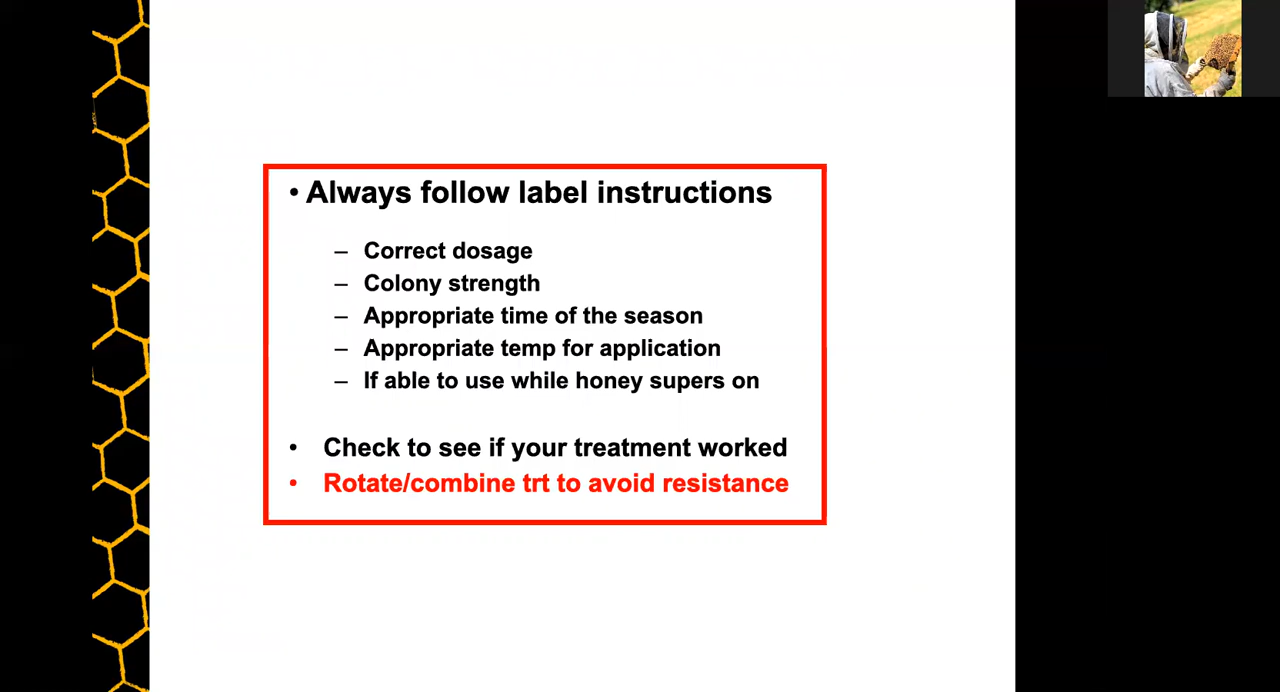 • Always follow label instructions
– Correct dosage
– Colony strength
– Appropriate time of the season
– Appropriate temp for application
– If able to use while honey supers on
• Check to see if your treatment worked
• Rotate/combine trt to avoid resistance